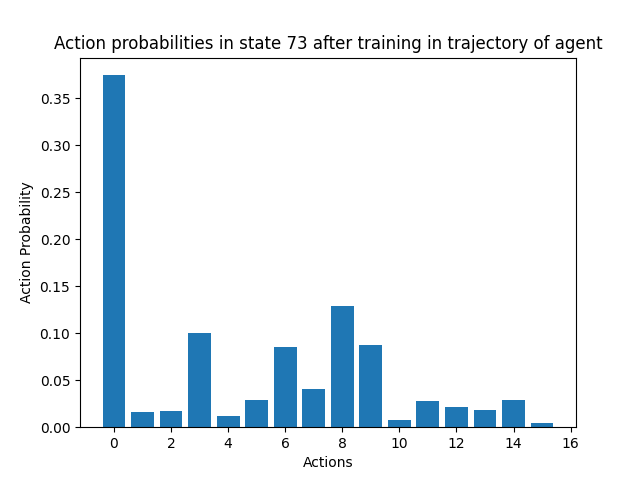 Action probabilities in state 73 after training in trajectory of agent
Action Probability
0.35
0.30
0.25
0.20
0.15
0.10
0.05
0.00
0 2 4 6 8 10 12 14 16
Actions